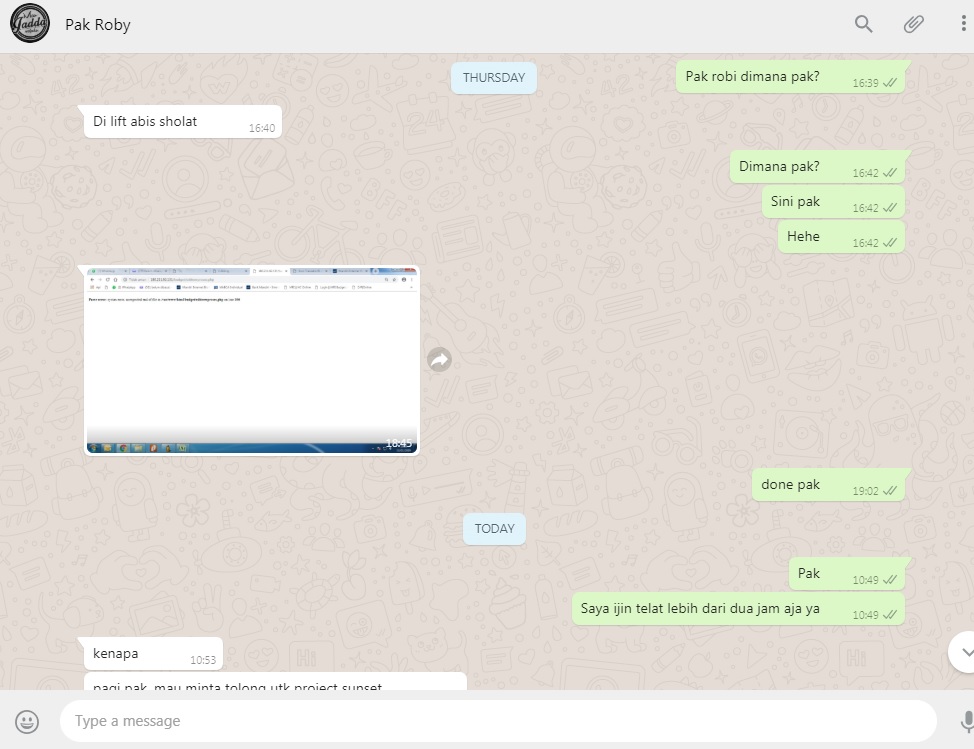 Jadda
Pak Roby
THURSDAY
Pak robi dimana pak?
16:39
Di lift abis sholat
16:40
Dimana pak?
16:42
Sini pak
16:42
Hehe
16:42
18:45
done pak
19:02
TODAY
Pak
10:49
Saya ijin telat lebih dari dua jam aja ya
10:49
kenapa
10:53
pagi pak, mau minta tolong utk project sunset
Hi
Hi
Type a message